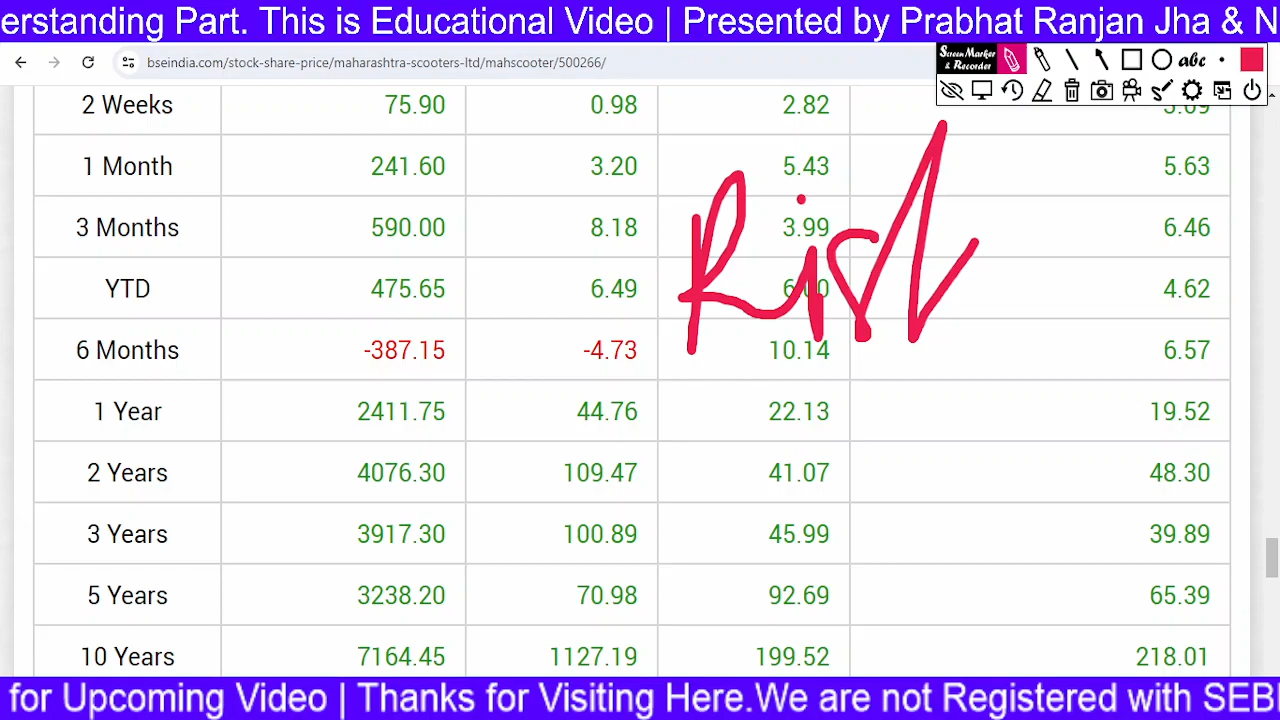 erstanding Part. This is Educational Video | Presented by Prabhat Ranjan Jha & N
bseindia.com/sto price/maharashtra-scooters-ltd/mahscooter/500266/
Screen Marker & Recorder
abc
2 Weeks 75.90 0.98 2.82
1 Month 241.60 3.20 5.43 5.63
3 Months 590.00 8.18 3.99 6.46
YTD 475.65 6.49 6.00 4.62
Risk
6 Months -387.15 -4.73 10.14 6.57
1 Year 2411.75 44.76 22.13 19.52
2 Years 4076.30 109.47 41.07 48.30
3 Years 3917.30 100.89 45.99 39.89
5 Years 3238.20 70.98 92.69 65.39
10 Years 7164.45 1127.19 199.52 218.01
for Upcoming Video | Thanks for Visiting Here.We are not Registered with SEBI